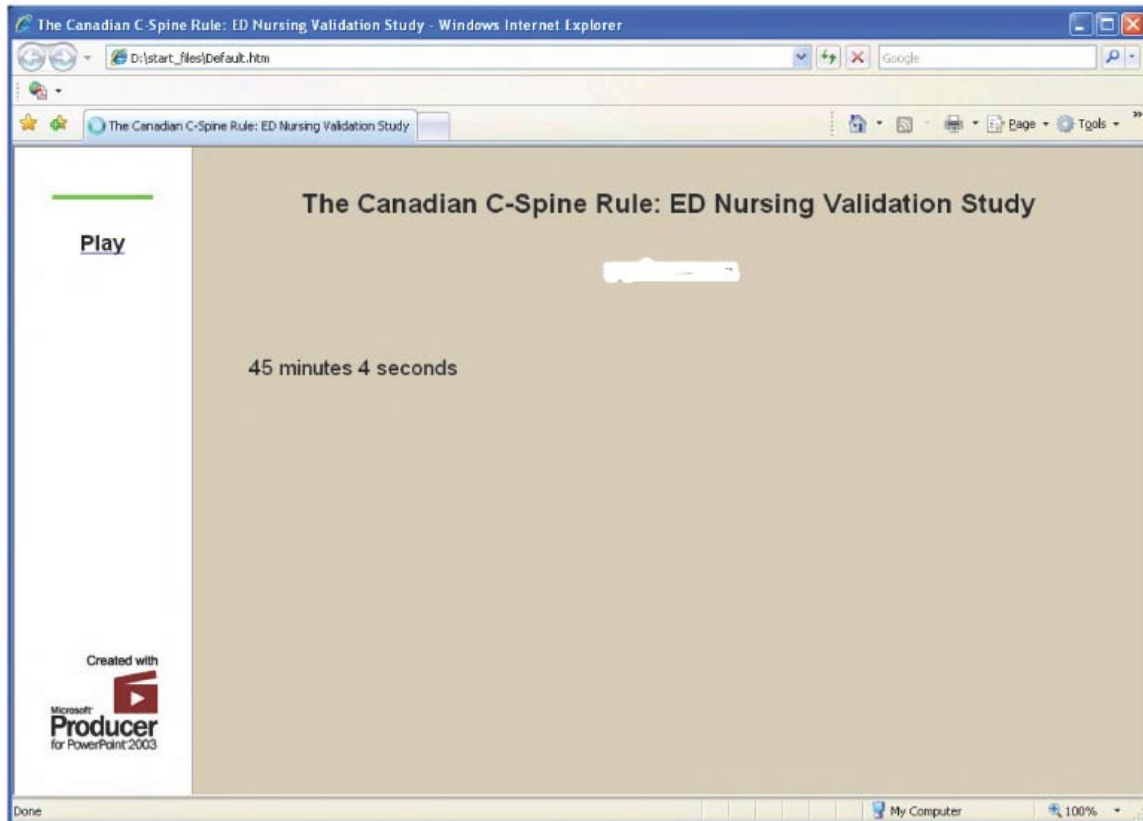 The Canadian C-Spine Rule: ED Nursing Validation Study - Windows Internet Explorer
D:\start_files\Default.htm
Google
The Canadian C-Spine Rule: ED Nursing Validation Study
Page
Tools
The Canadian C-Spine Rule: ED Nursing Validation Study
Play
45 minutes 4 seconds
Created with
Microsoft
Producer
for PowerPoint 2003
Done
My Computer
100%